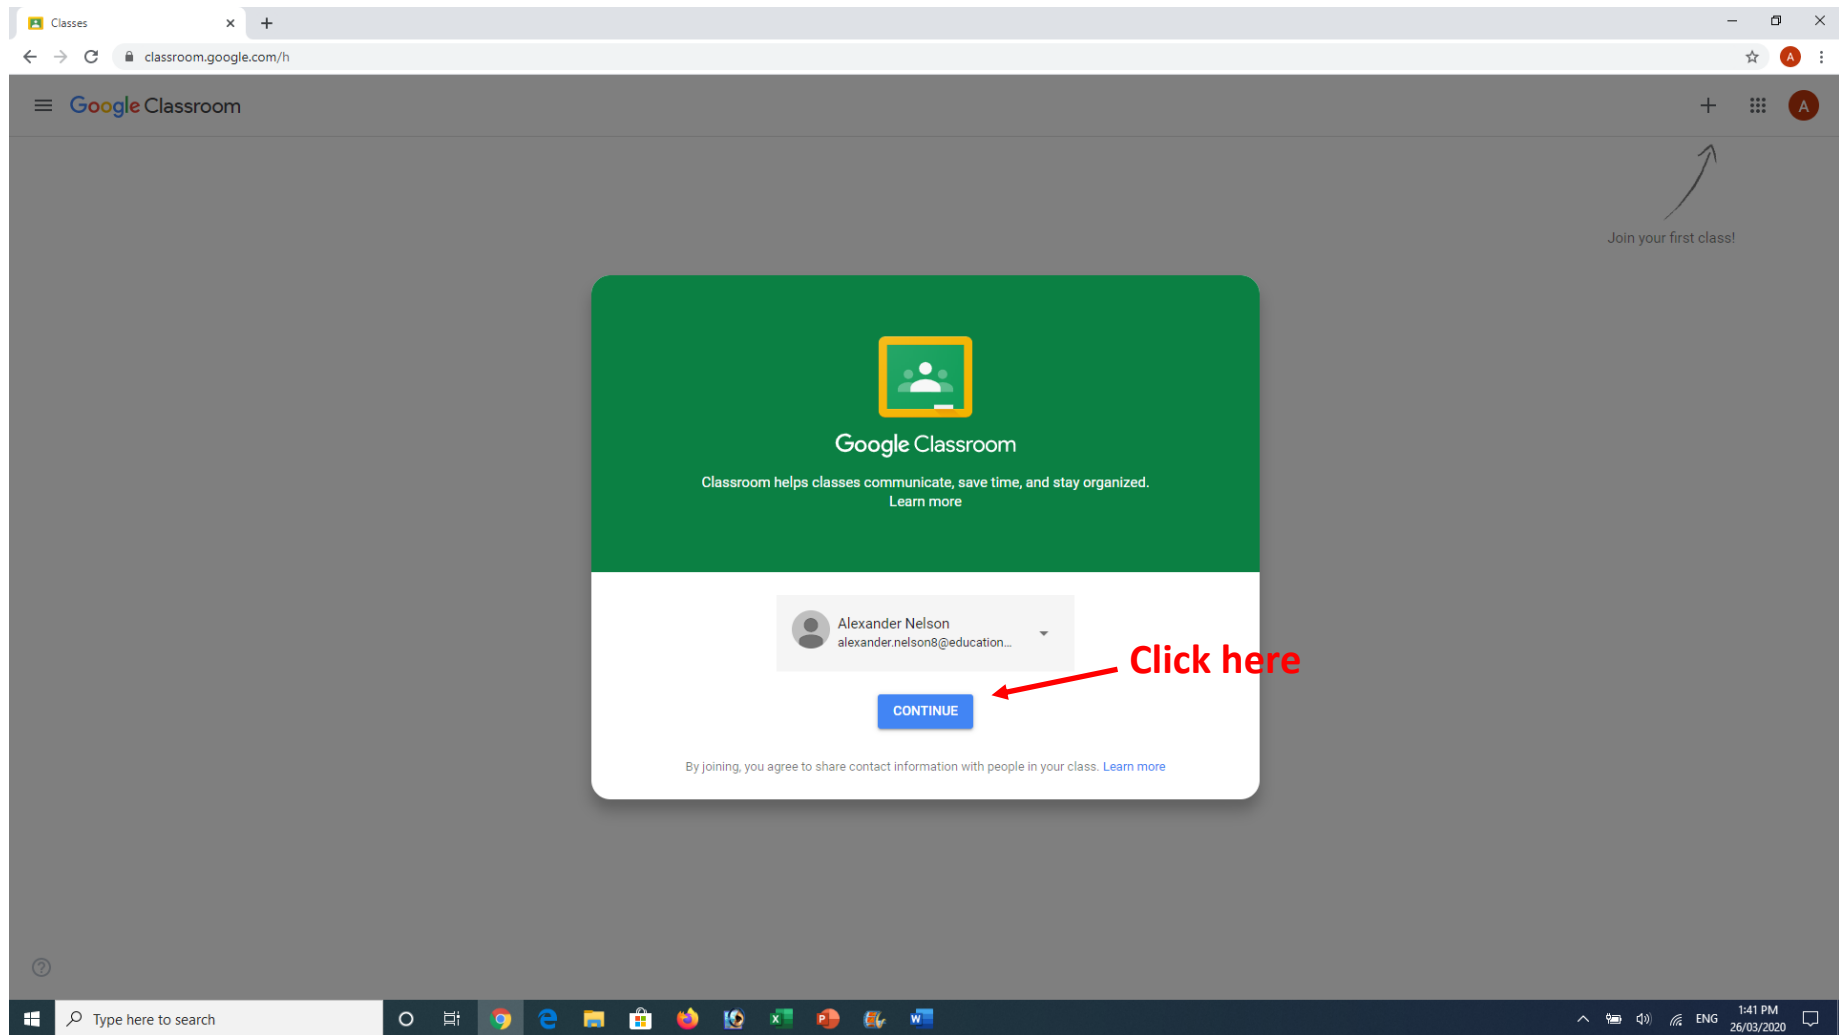 Classes
classroom.google.com/h
A
Google Classroom
A
Join your first class!
Google Classroom
Classroom helps classes communicate, save time, and stay organized.
Learn more
Alexander Nelson
alexander.nelson8@education...
Click here
CONTINUE
By joining, you agree to share contact information with people in your class. Learn more
Type here to search
ENG
1:41 PM
26/03/2020